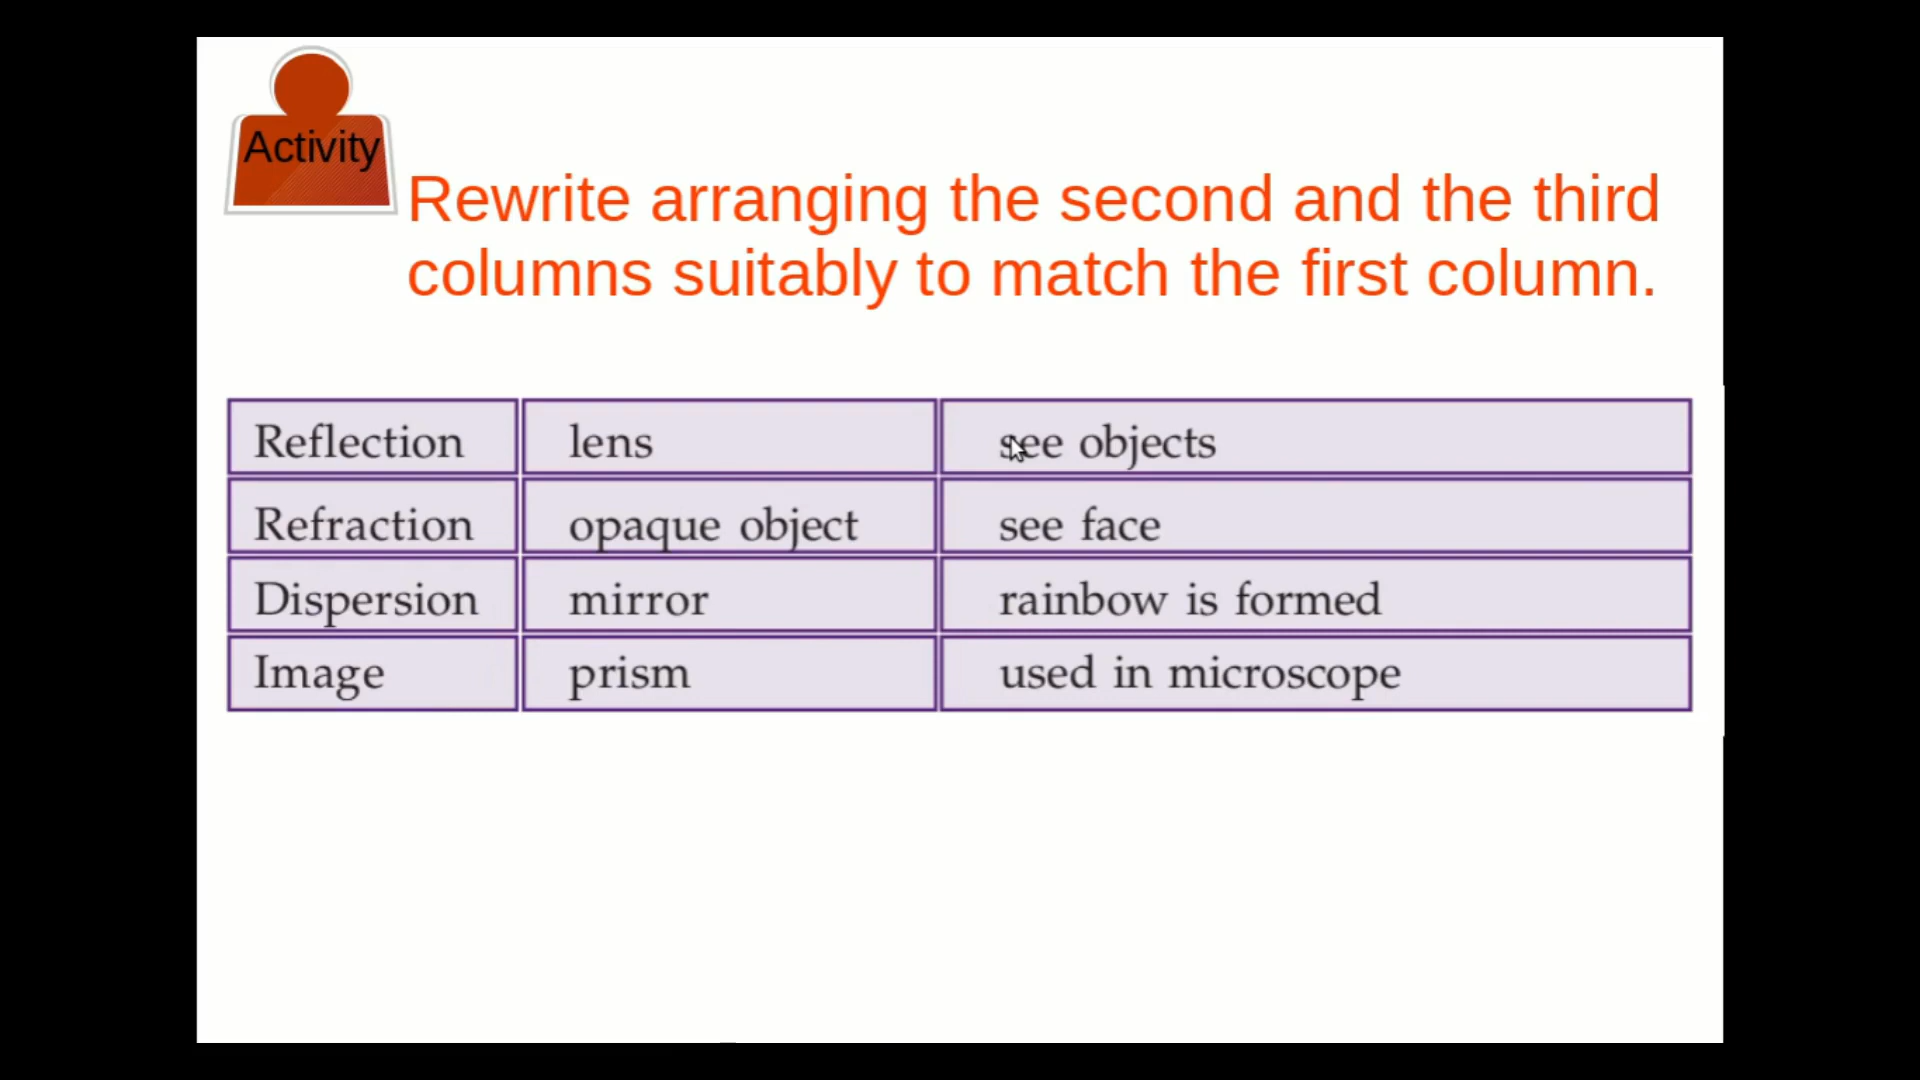 Activity
Rewrite arranging the second and the third
columns suitably to match the first column.
Reflection lens see objects
Refraction opaque object see face
Dispersion mirror rainbow is formed
Image prism used in microscope